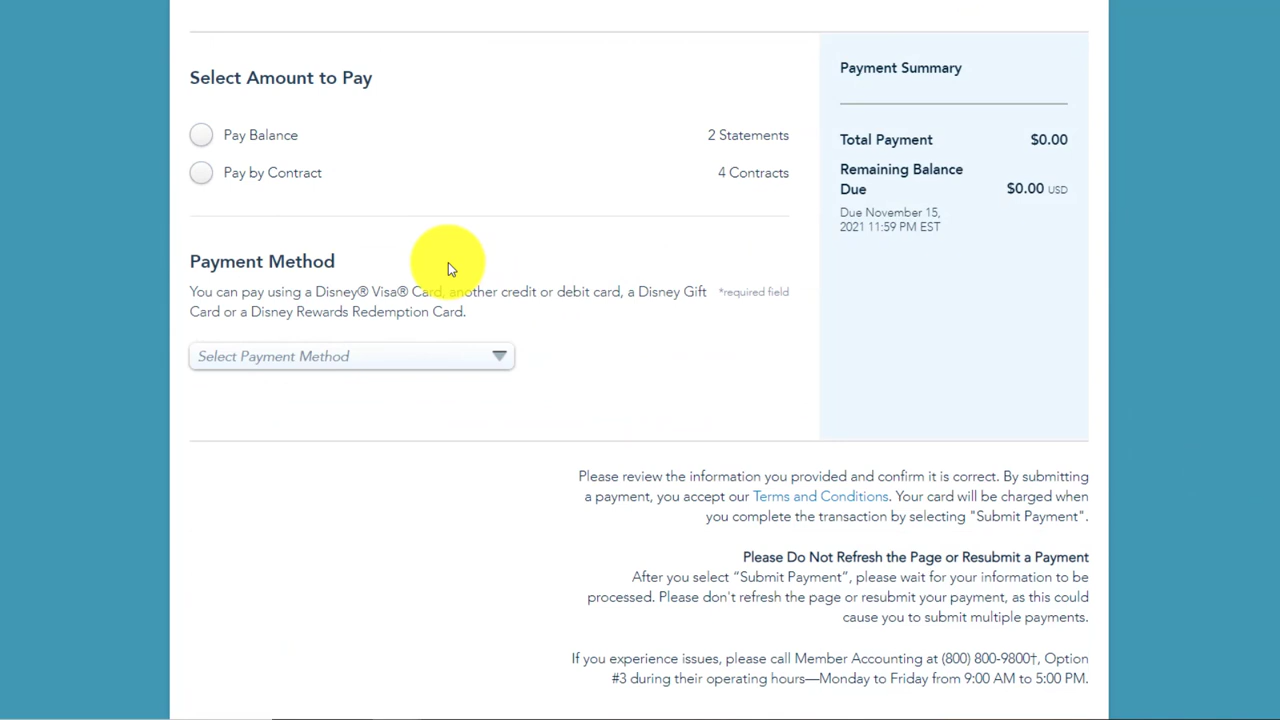 Select Amount to Pay
Pay Balance
2 Statements
Pay by Contract
4 Contracts
Payment Method
You can pay using a Disney® Visa® Card, another credit or debit card, a Disney Gift
Card or a Disney Rewards Redemption Card.
*required field
Select Payment Method
Payment Summary
Total Payment
$0.00
Remaining Balance
Due
$0.00 USD
Due November 15,
2021 11:59 PM EST
Please review the information you provided and confirm it is correct. By submitting
a payment, you accept our Terms and Conditions. Your card will be charged when
you complete the transaction by selecting "Submit Payment".
Please Do Not Refresh the Page or Resubmit a Payment
After you select “Submit Payment”, please wait for your information to be
processed. Please don't refresh the page or resubmit your payment, as this could
cause you to submit multiple payments.
If you experience issues, please call Member Accounting at (800) 800-9800†, Option
#3 during their operating hours—Monday to Friday from 9:00 AM to 5:00 PM.